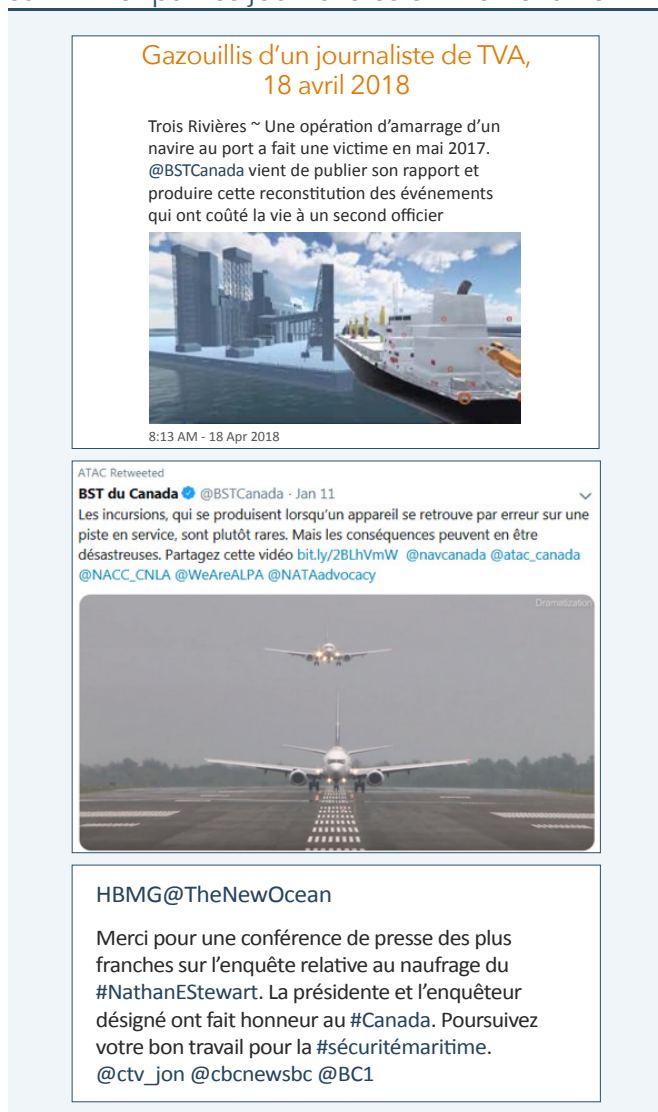 Gazouillis d’un journaliste de TVA,
18 avril 2018
Trois Rivières ~ Une opération d’amarrage d’un
navire au port a fait une victime en mai 2017.
@BSTCanada vient de publier son rapport et
produire cette reconstitution des événements
qui ont coûté la vie à un second officier
8:13 AM - 18 Apr 2018
ATAC Retweeted
BST du Canada @BSTCanada · Jan 11
Les incursions, qui se produisent lorsqu'un appareil se retrouve par erreur sur une
piste en service, sont plutôt rares. Mais les conséquences peuvent en être
désastreuses. Partagez cette vidéo bit.ly/2BLhVmW @navcanada @atac_canada
@NACC_CNLA @WeAreALPA @NATAadvocacy
Dramatization
HBMG@TheNewOcean
Merci pour une conférence de presse des plus
franches sur l’enquête relative au naufrage du
#NathanEStewart. La présidente et l’enquêteur
désigné ont fait honneur au #Canada. Poursuivez
votre bon travail pour la #sécuritémaritime.
@ctv_jon @cbcnewsbc @BC1